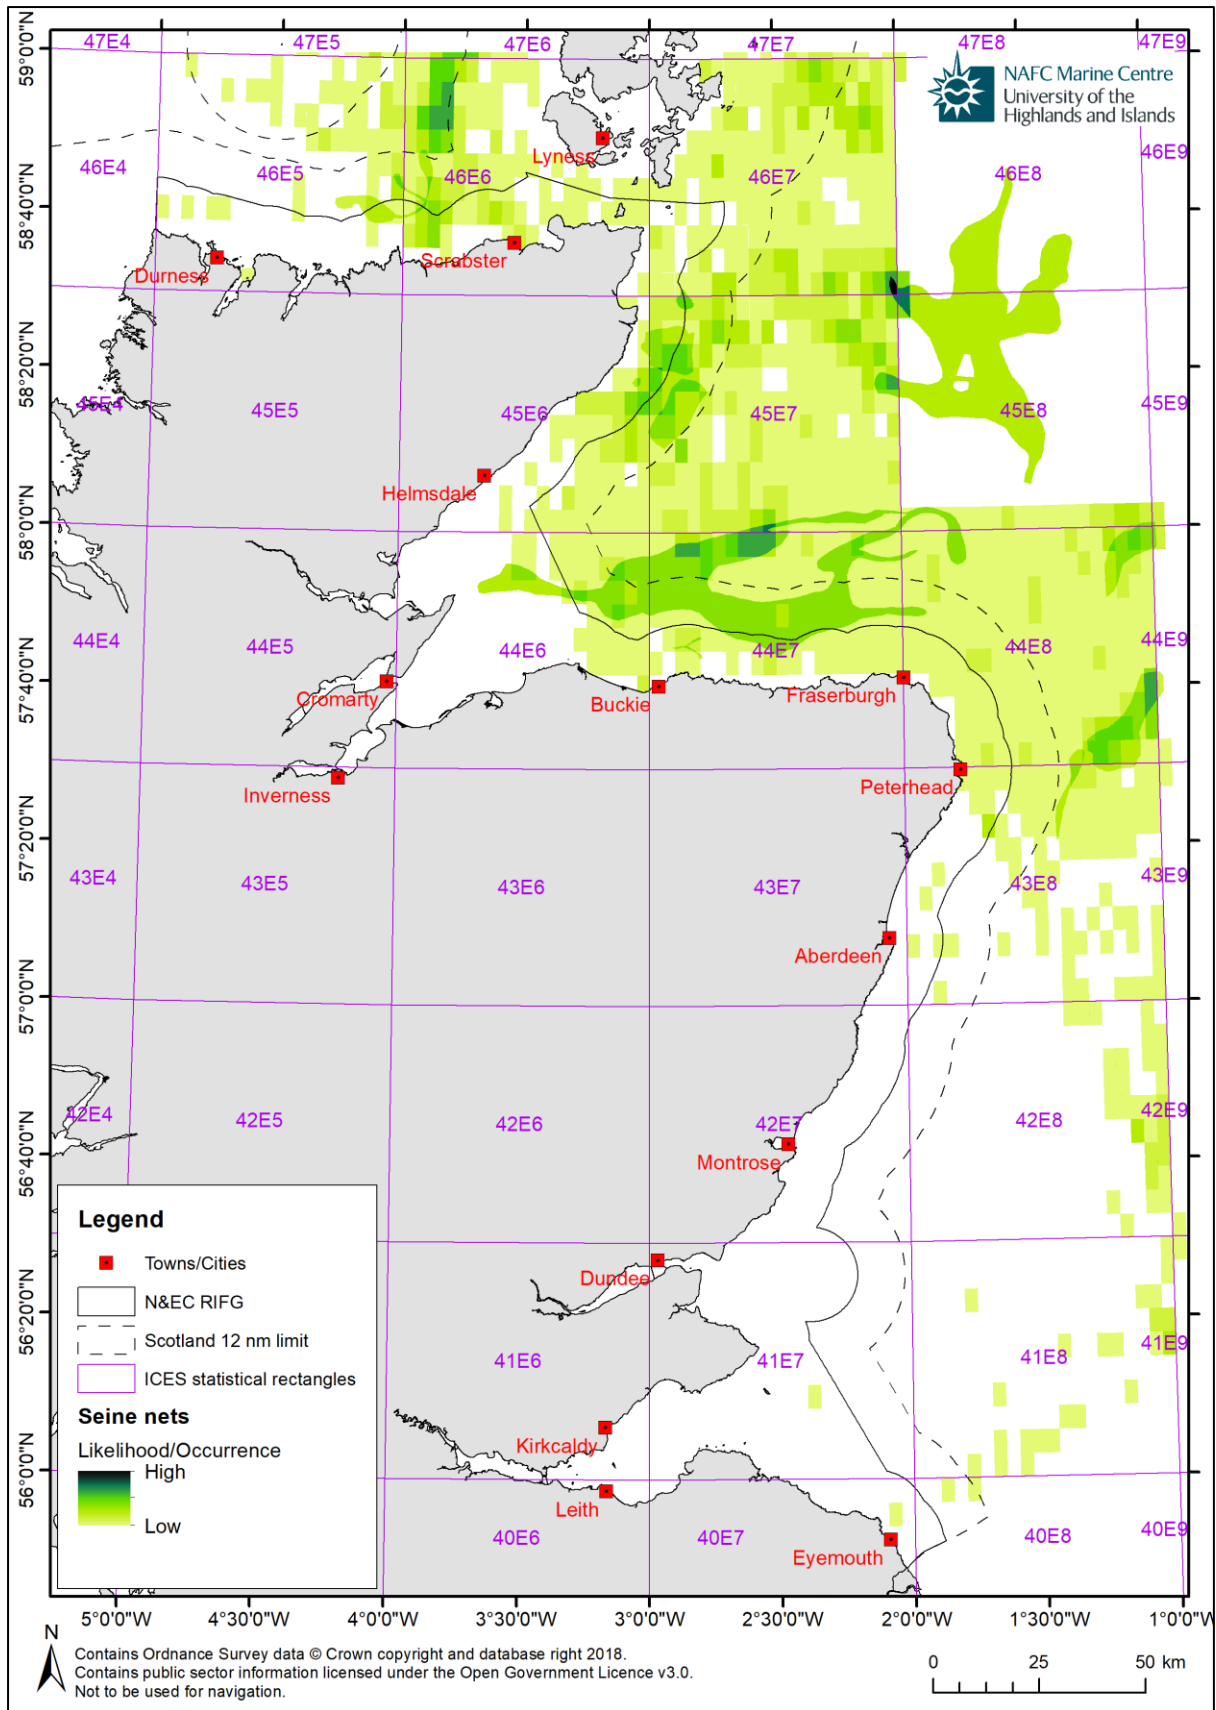 47E4
47E5
47E6
47E7
47E8
47E9
NAFC Marine Centre
University of the
Highlands and Islands
59°0'0"N
Lyness
46E4
46E5
46E6
46E7
46E8
46E9
58°40'0"N
Durness
Scrabster
58°20'0"N
45E4
45E5
45E6
45E7
45E8
45E9
Helmsdale
58°0'0"N
44E4
44E5
44E6
44E7
44E8
44E9
57°40'0"N
Cromarty
Buckie
Fraserburgh
Inverness
Peterhead
57°20'0"N
43E4
43E5
43E6
43E7
43E8
43E9
Aberdeen
57°0'0"N
42E4
42E5
42E6
42E7
42E8
42E9
56°40'0"N
Montrose
Legend
Towns/Cities
N&EC RIFG
Scotland 12 nm limit
ICES statistical rectangles
Seine nets
Likelihood/Occurrence
High
Low
Dundee
56°20'0"N
41E6
41E7
41E8
41E9
Kirkcaldy
56°0'0"N
Leith
40E6
40E7
40E8
40E9
Eyemouth
5°0'0"W
4°30'0"W
4°0'0"W
3°30'0"W
3°0'0"W
2°30'0"W
2°0'0"W
1°30'0"W
1°0'0"W
N
Contains Ordnance Survey data © Crown copyright and database right 2018.
Contains public sector information licensed under the Open Government Licence v3.0.
Not to be used for navigation.
0 25 50 km